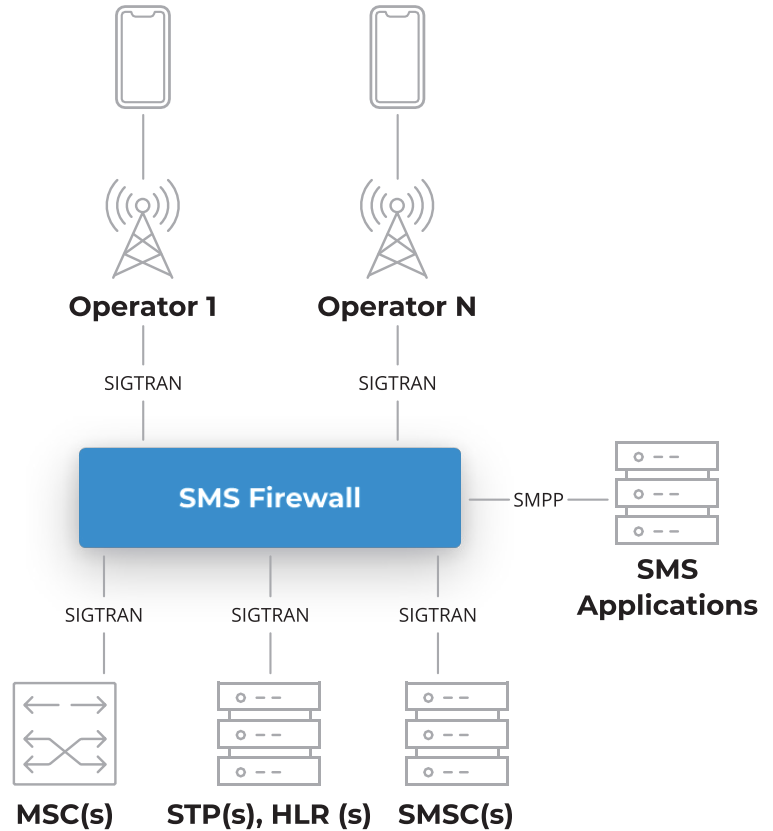 Operator 1
Operator N
SIGTRAN
SIGTRAN
SMS Firewall
SMPP
SMS
Applications
SIGTRAN
SIGTRAN
SIGTRAN
MSC(s)
STP(s), HLR (s)
SMSC(s)